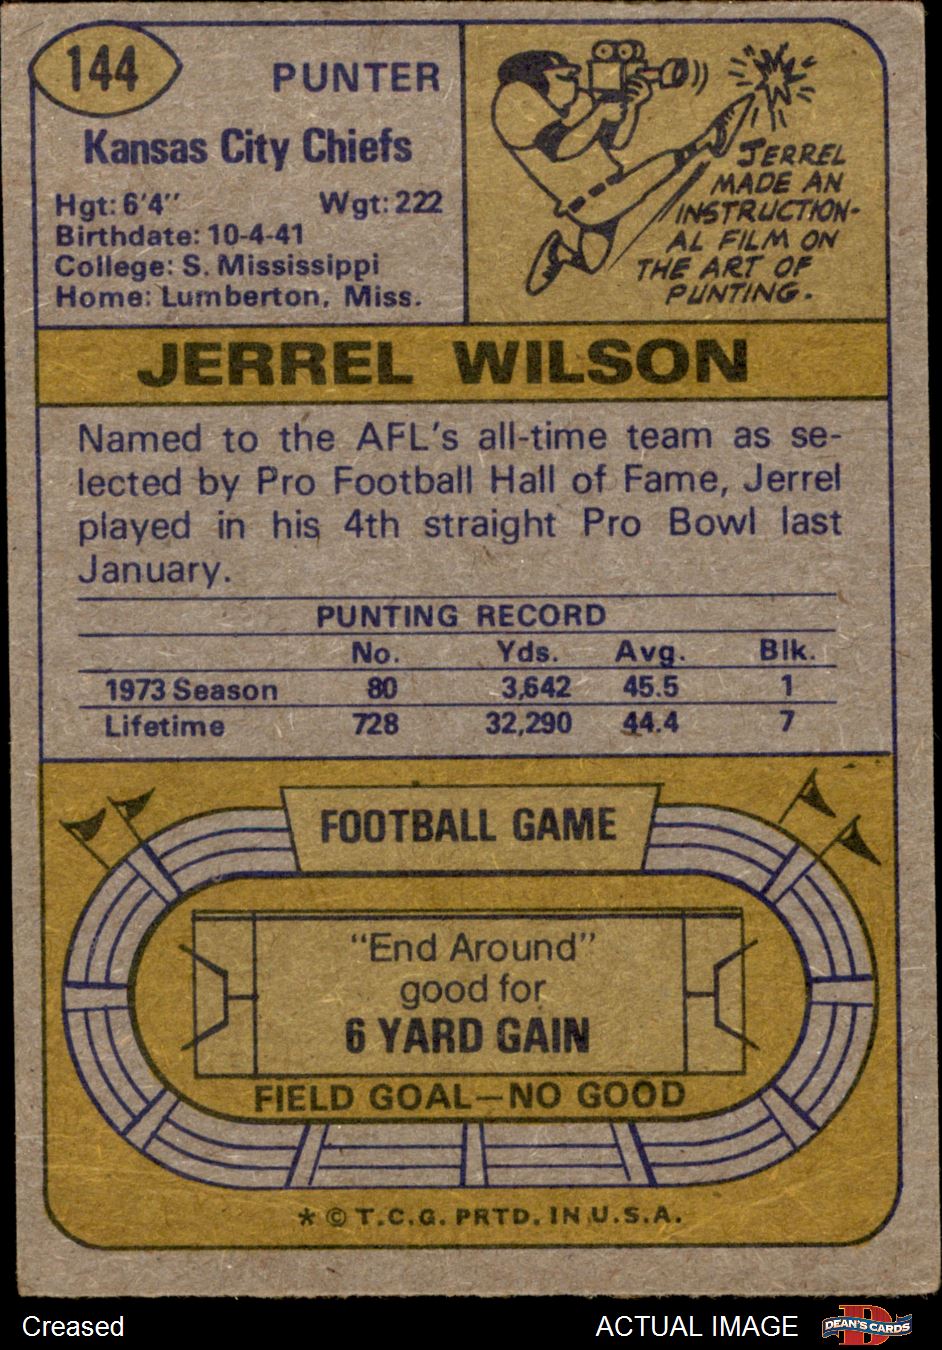 144
PUNTER
Kansas City Chiefs
Hgt: 6'4" Wgt: 222
Birthdate: 10-4-41
College: S. Mississippi
Home: Lumberton, Miss.
JERREL
MADE AN
INSTRUCTION-
AL FILM ON
THE ART OF
PUNTING.
JERREL WILSON
Named to the AFL's all-time team as se-
lected by Pro Football Hall of Fame, Jerrel
played in his 4th straight Pro Bowl last
January.
PUNTING RECORD
No. Yds. Avg. Blk.
1973 Season 80 3,642 45.5 1
Lifetime 728 32,290 44.4 7
FOOTBALL GAME
"End Around"
good for
6 YARD GAIN
FIELD GOAL—NO GOOD
* © T.C.G. PRTD. IN U.S.A.
Creased
ACTUAL IMAGE
DEAN'S CARDS